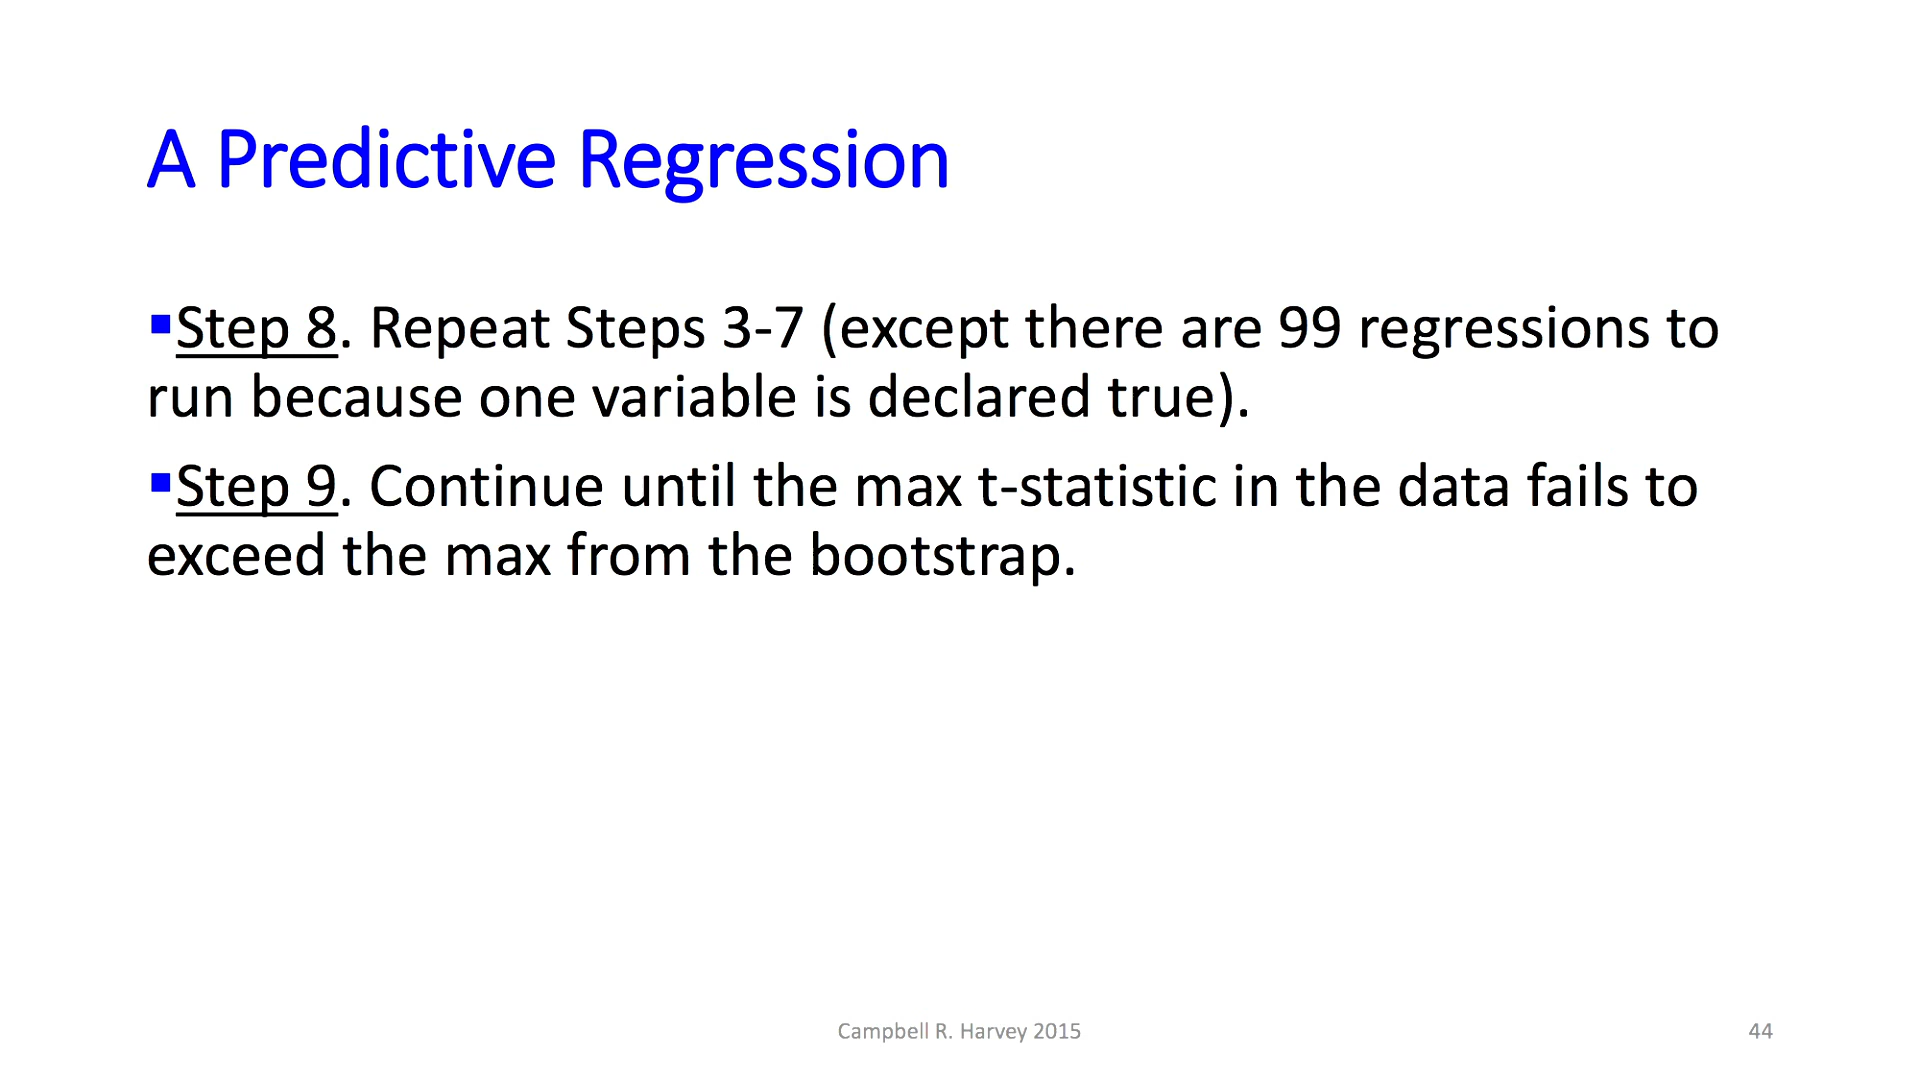 A Predictive Regression
▪Step 8. Repeat Steps 3-7 (except there are 99 regressions to
run because one variable is declared true).
▪Step 9. Continue until the max t-statistic in the data fails to
exceed the max from the bootstrap.
Campbell R. Harvey 2015
44